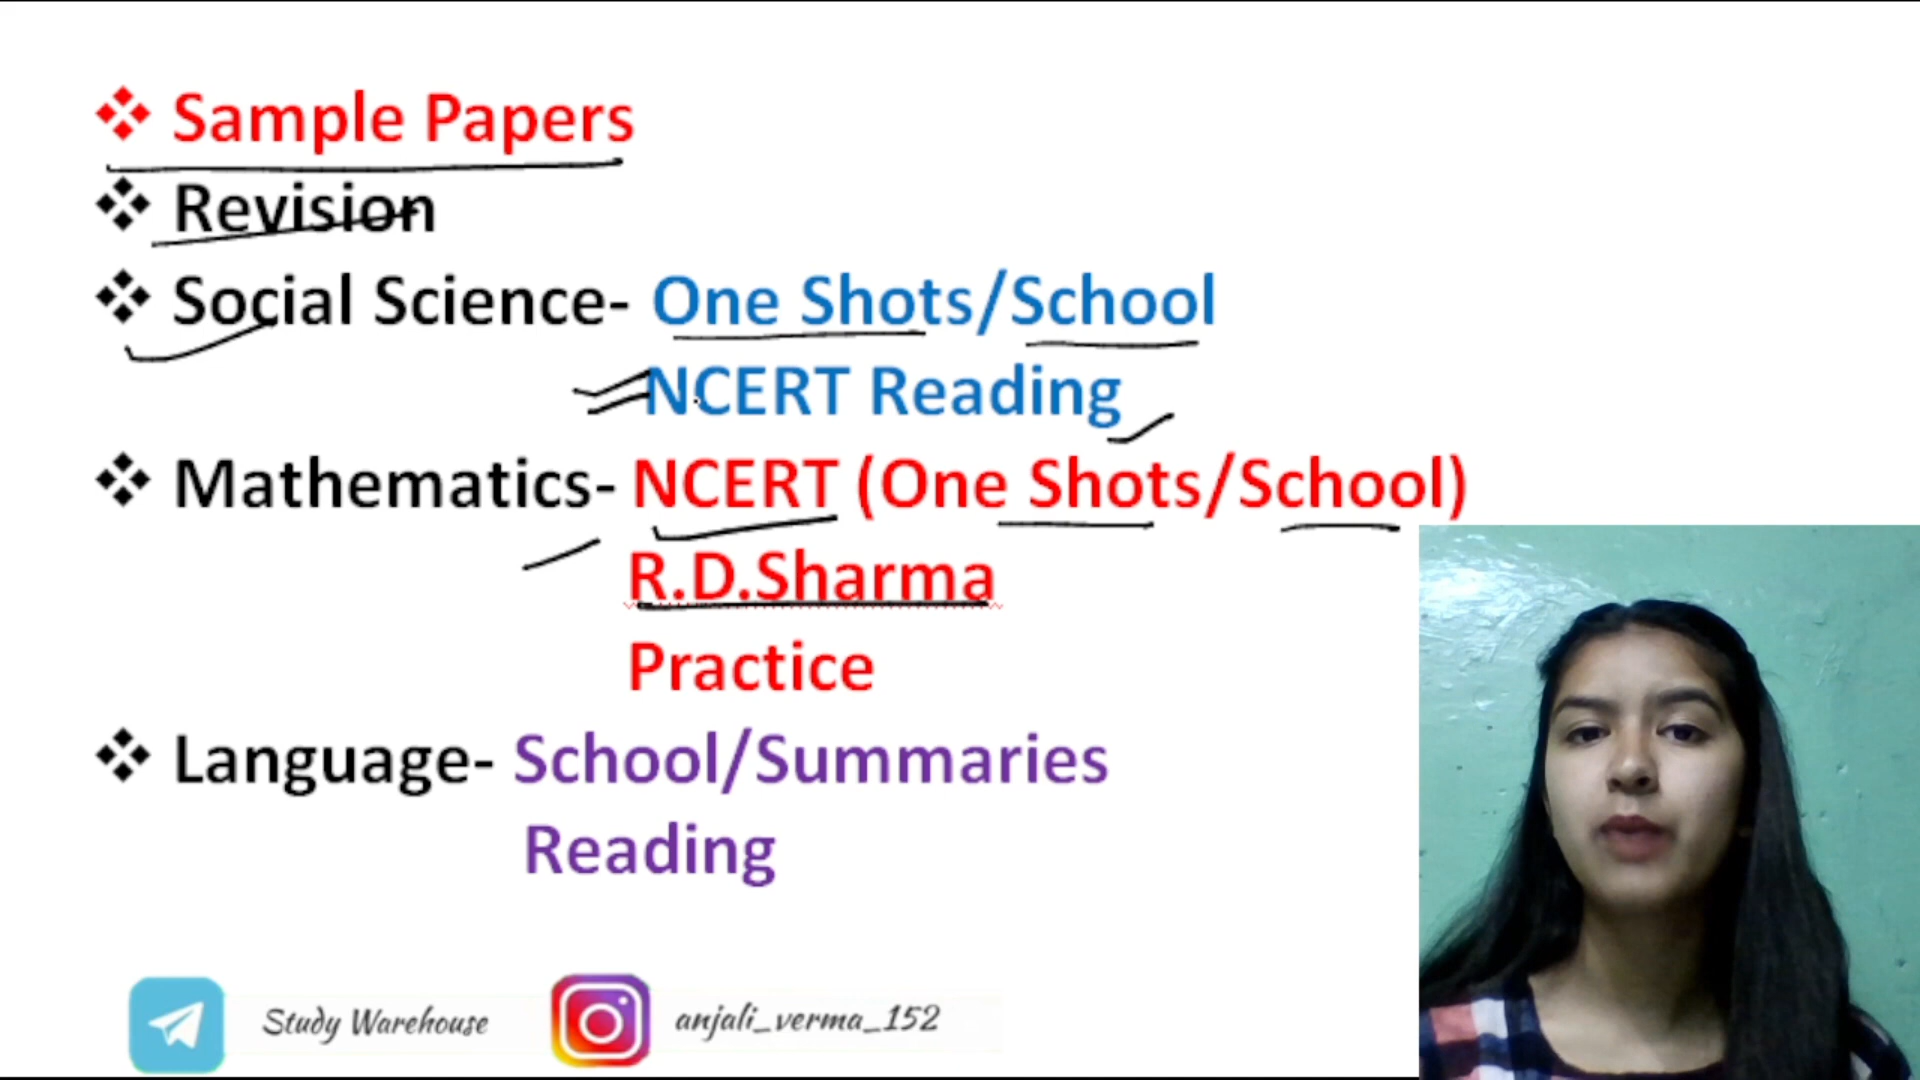 Sample Papers
Revision
Social Science- One Shots/School
NCERT Reading
Mathematics- NCERT (One Shots/School)
R.D.Sharma
Practice
Language- School/Summaries
Reading
Study Warehouse
anjali_verma_152